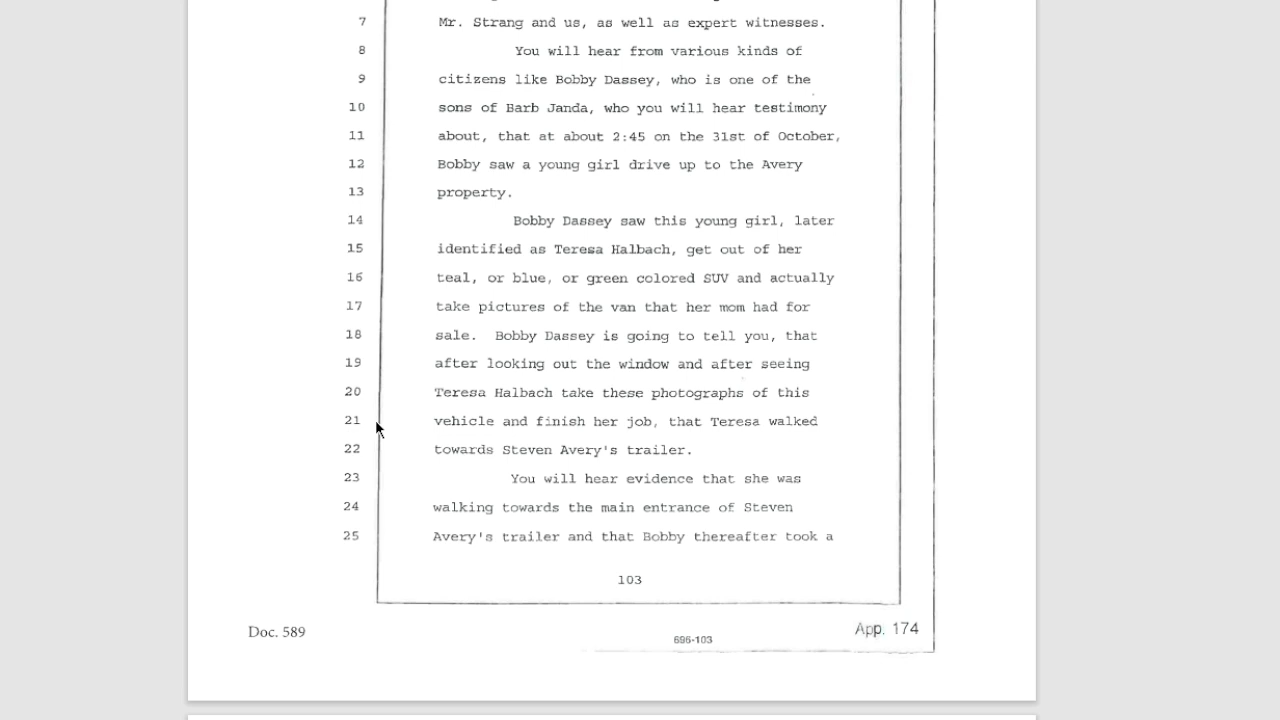 7 Mr. Strang and us, as well as expert witnesses.
8 You will hear from various kinds of
9 citizens like Bobby Dassey, who is one of the
10 sons of Barb Janda, who you will hear testimony
11 about, that at about 2:45 on the 31st of October,
12 Bobby saw a young girl drive up to the Avery
13 property.
14 Bobby Dassey saw this young girl, later
15 identified as Teresa Halbach, get out of her
16 teal, or blue, or green colored SUV and actually
17 take pictures of the van that her mom had for
18 sale. Bobby Dassey is going to tell you, that
19 after looking out the window and after seeing
20 Teresa Halbach take these photographs of this
21 vehicle and finish her job, that Teresa walked
22 towards Steven Avery's trailer.
23 You will hear evidence that she was
24 walking towards the main entrance of Steven
25 Avery's trailer and that Bobby thereafter took a
103
Doc. 589
696-103
App. 174